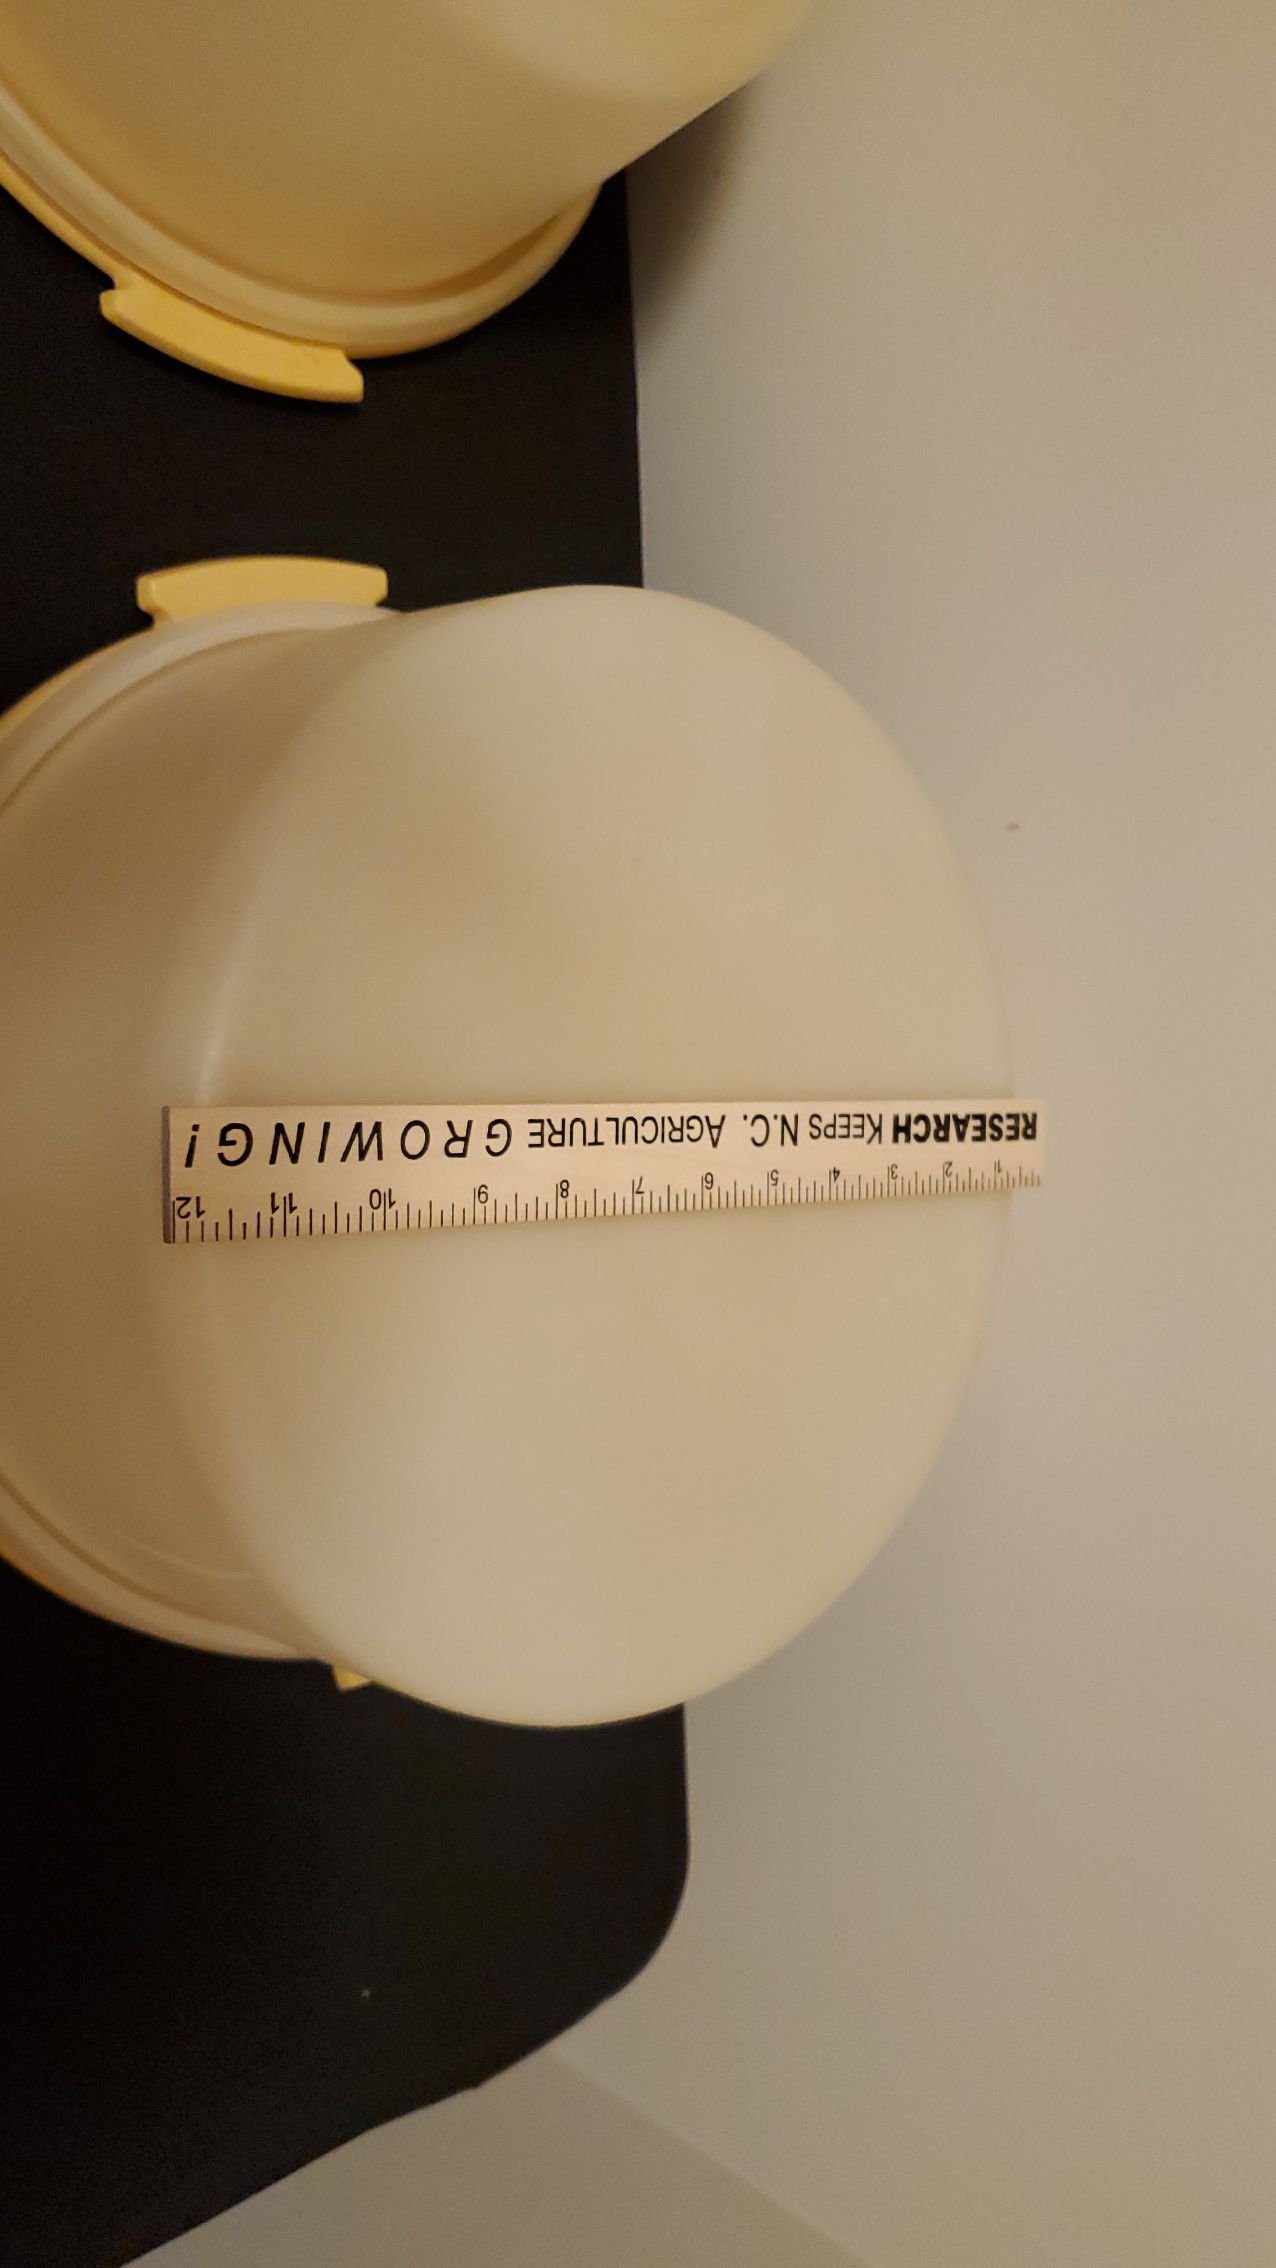 RESEARCH KEEPS N.C. AGRICULTURE GROWING!
1 2 3 4 5 6 7 8 9 10 11 12